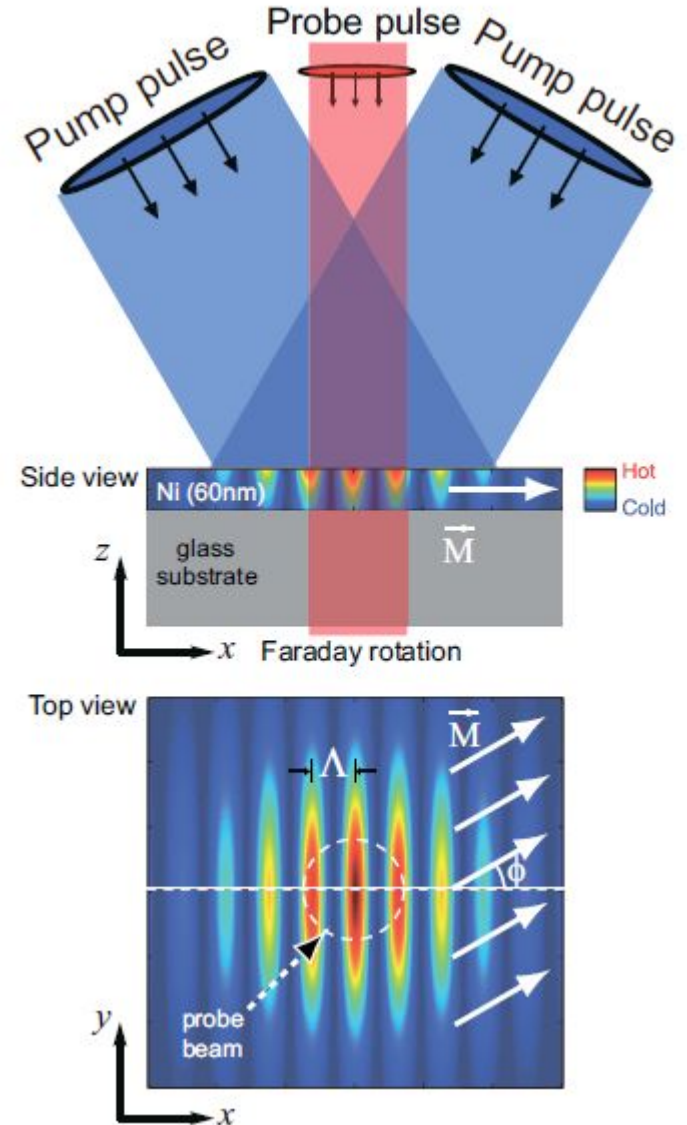 Probe pulse
Pump pulse
Pump pulse
Side view
Ni (60nm)
Hot
Cold
M
glass
substrate
z
x
Faraday rotation
Top view
M
Λ
ϕ
probe
beam
y
x